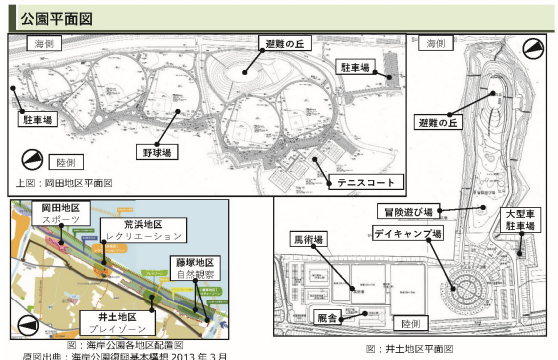 公園平面図
海側
避難の丘
駐車場
駐車場
野球場
陸側
テニスコート
上図：岡田地区平面図
海側
避難の丘
冒険遊び場
大型車
駐車場
デイキャンプ場
馬術場
厩舎
陸側
図：井土地区平面図
岡田地区
スポーツ
荒浜地区
レクリエーション
藤塚地区
自然観察
井土地区
プレイゾーン
図：海岸公園各地区配置図
原図出典：海岸公園復興基本構想 2013 年 3 月